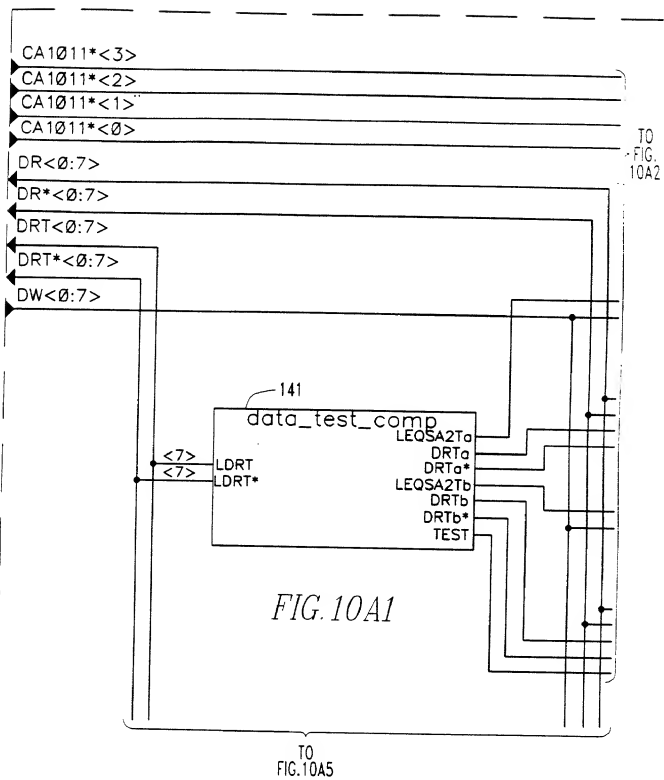 CA1Ø11*<3>
CA1Ø11*<2>
CA1Ø11*<1>
CA1Ø11*<Ø>
TO
FIG.
10A2
DR<Ø:7>
DR*<Ø:7>
DRT<Ø:7>
DRT*<Ø:7>
DW<Ø:7>
141
data_test_comp
LEQSA2Ta
DRTa
DRTa*
LEQSA2Tb
DRTb
DRTb*
TEST
<7> LDRT
<7> LDRT*
FIG.10A1
TO
FIG.10A5